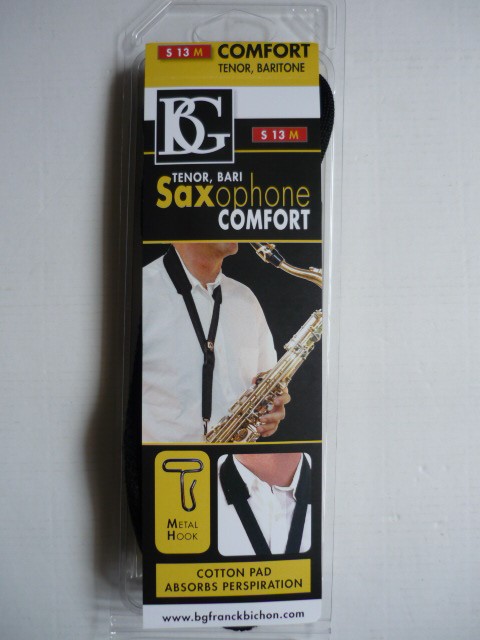 S 13 M COMFORT
TENOR, BARITONE
BG
S 13 M
TENOR, BARI
Saxophone
COMFORT
METAL
HOOK
COTTON PAD
ABSORBS PERSPIRATION
www.bgfranckbichon.com